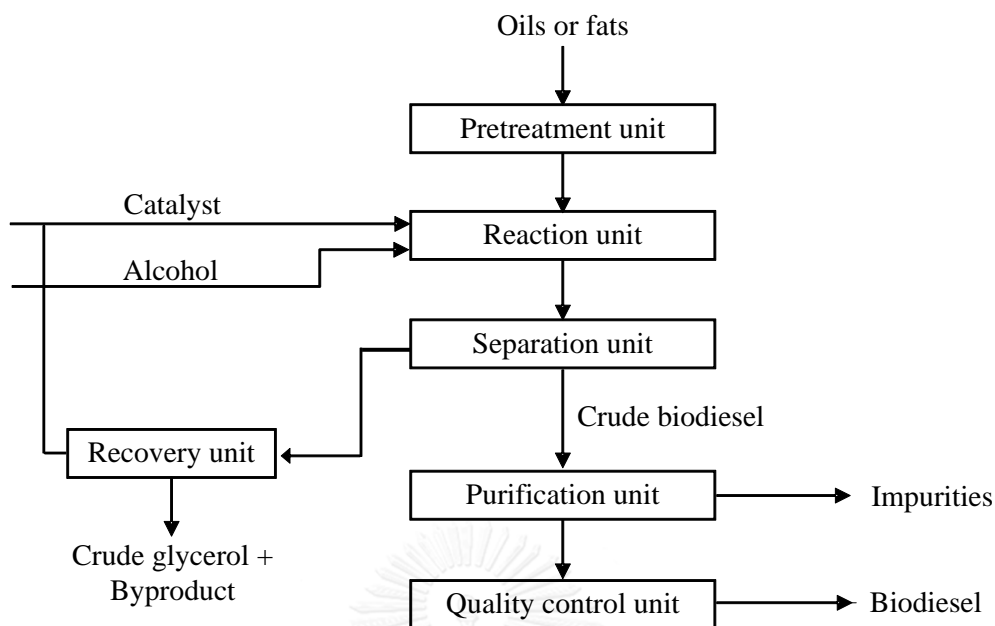 Oils or fats
Pretreatment unit
Catalyst
Reaction unit
Alcohol
Separation unit
Crude biodiesel
Recovery unit
Purification unit
Impurities
Crude glycerol +
Byproduct
Quality control unit
Biodiesel